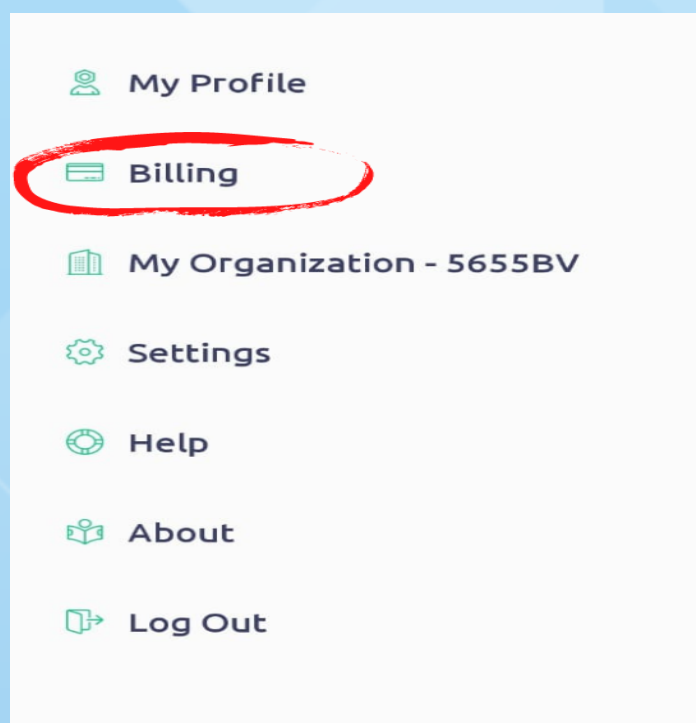 My Profile
Billing
My Organization - 5655BV
Settings
Help
About
Log Out